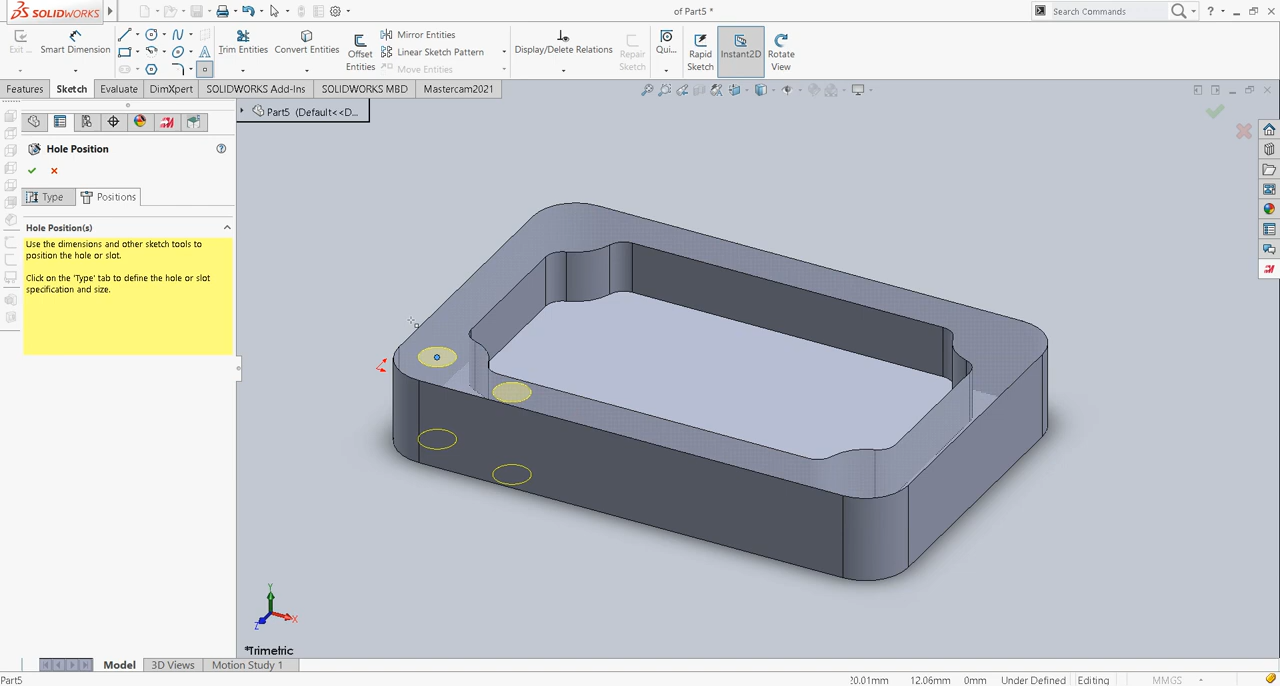 SOLIDWORKS
of Part5 *
Search Commands
Exit ...
Smart Dimension
Trim Entities
Convert Entities
Offset Entities
Mirror Entities
Linear Sketch Pattern
Move Entities
Display/Delete Relations
Repair Sketch
Qui...
Rapid Sketch
Instant2D
Rotate View
Features
Sketch
Evaluate
DimXpert
SOLIDWORKS Add-Ins
SOLIDWORKS MBD
Mastercam2021
Part5 (Default<<D...
Hole Position
Type
Positions
Hole Position(s)
Use the dimensions and other sketch tools to
position the hole or slot.
Click on the 'Type' tab to define the hole or slot
specification and size.
Y
X
Z
*Trimetric
Model
3D Views
Motion Study 1
Part5
20.01mm
12.06mm
0mm
Under Defined
Editing
MMGS